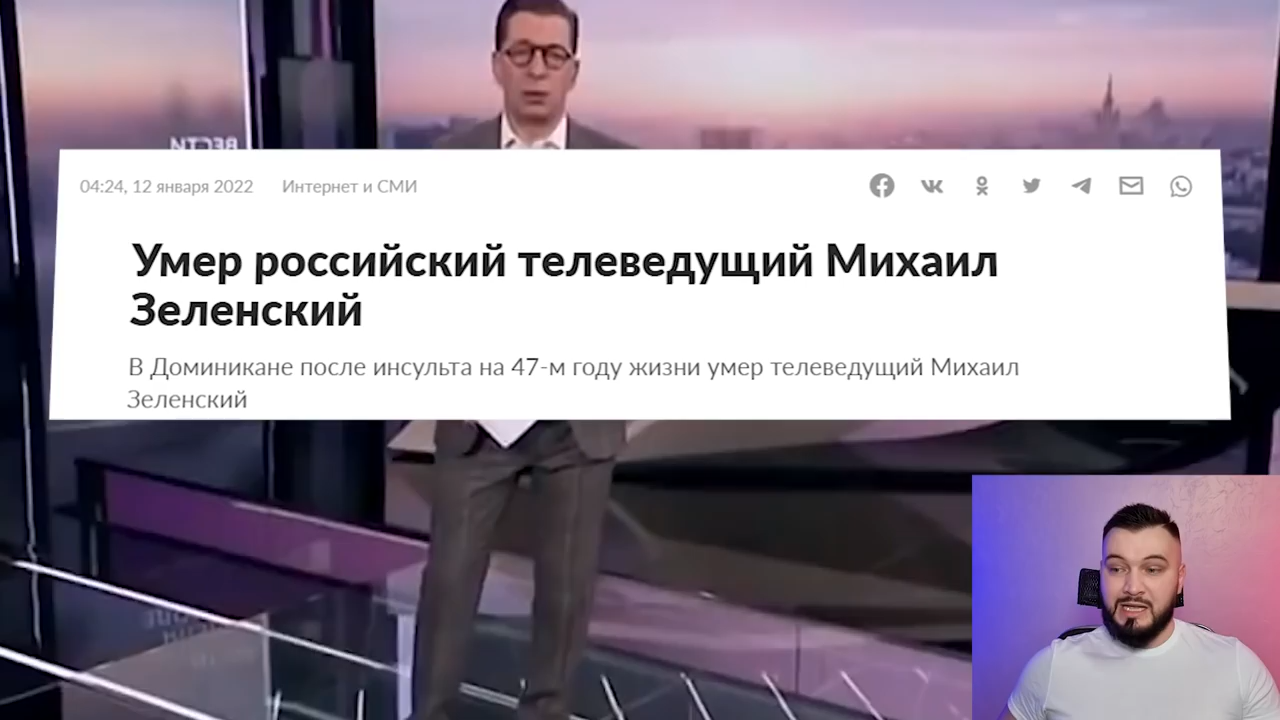 ВЕСТИ
04:24, 12 января 2022 Интернет и СМИ
Умер российский телеведущий Михаил
Зеленский
В Доминикане после инсульта на 47-м году жизни умер телеведущий Михаил
Зеленский